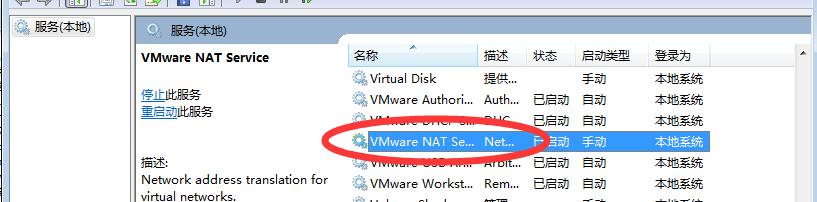 服务(本地)
服务(本地)
VMware NAT Service
停止此服务
重启动此服务
描述:
Network address translation for
virtual networks.
名称 描述 状态 启动类型 登录为
Virtual Disk 提供... 手动 本地系统
VMware Authori... Auth... 已启动 自动 本地系统
VMware DHCP S... DHC... 已启动 自动 本地系统
VMware NAT Se... Net... 已启动 手动 本地系统
VMware USB Ar... Arbit... 已启动 自动 本地系统
VMware Workst... Rem... 已启动 自动 本地系统